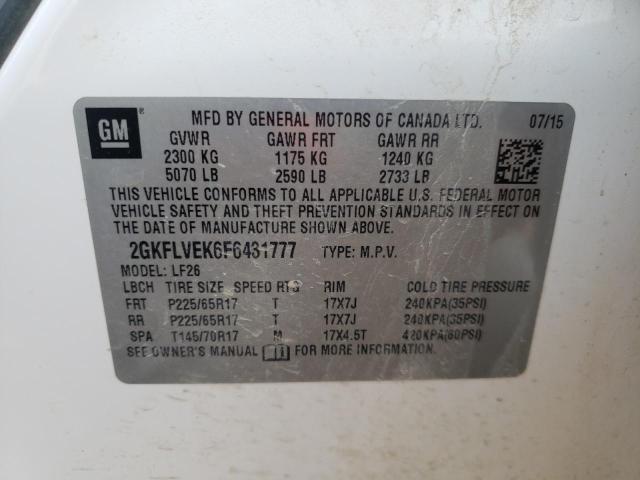 GM ® MFD BY GENERAL MOTORS OF CANADA LTD. 07/15
GVWR GAWR FRT GAWR RR
2300 KG 1175 KG 1240 KG
5070 LB 2590 LB 2733 LB
THIS VEHICLE CONFORMS TO ALL APPLICABLE U.S. FEDERAL MOTOR
VEHICLE SAFETY AND THEFT PREVENTION STANDARDS IN EFFECT ON
THE DATE OF MANUFACTURE SHOWN ABOVE.
2GKFLVEK6F6431777 TYPE: M.P.V.
MODEL: LF26
LBCH TIRE SIZE SPEED RTG RIM COLD TIRE PRESSURE
FRT P225/65R17 T 17X7J 240KPA(35PSI)
RR P225/65R17 T 17X7J 240KPA(35PSI)
SPA T145/70R17 M 17X4.5T 420KPA(60PSI)
SEE OWNER'S MANUAL FOR MORE INFORMATION.